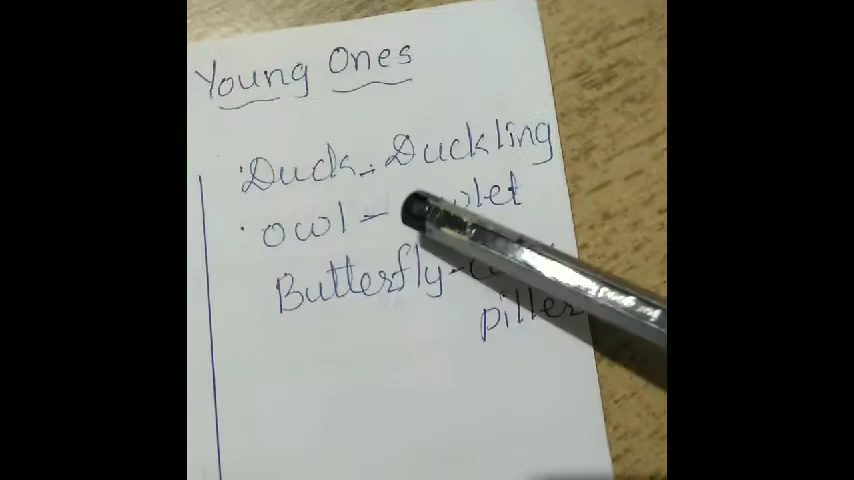 Young Ones
Duck - Duckling
owl -
Butterfly -
piller